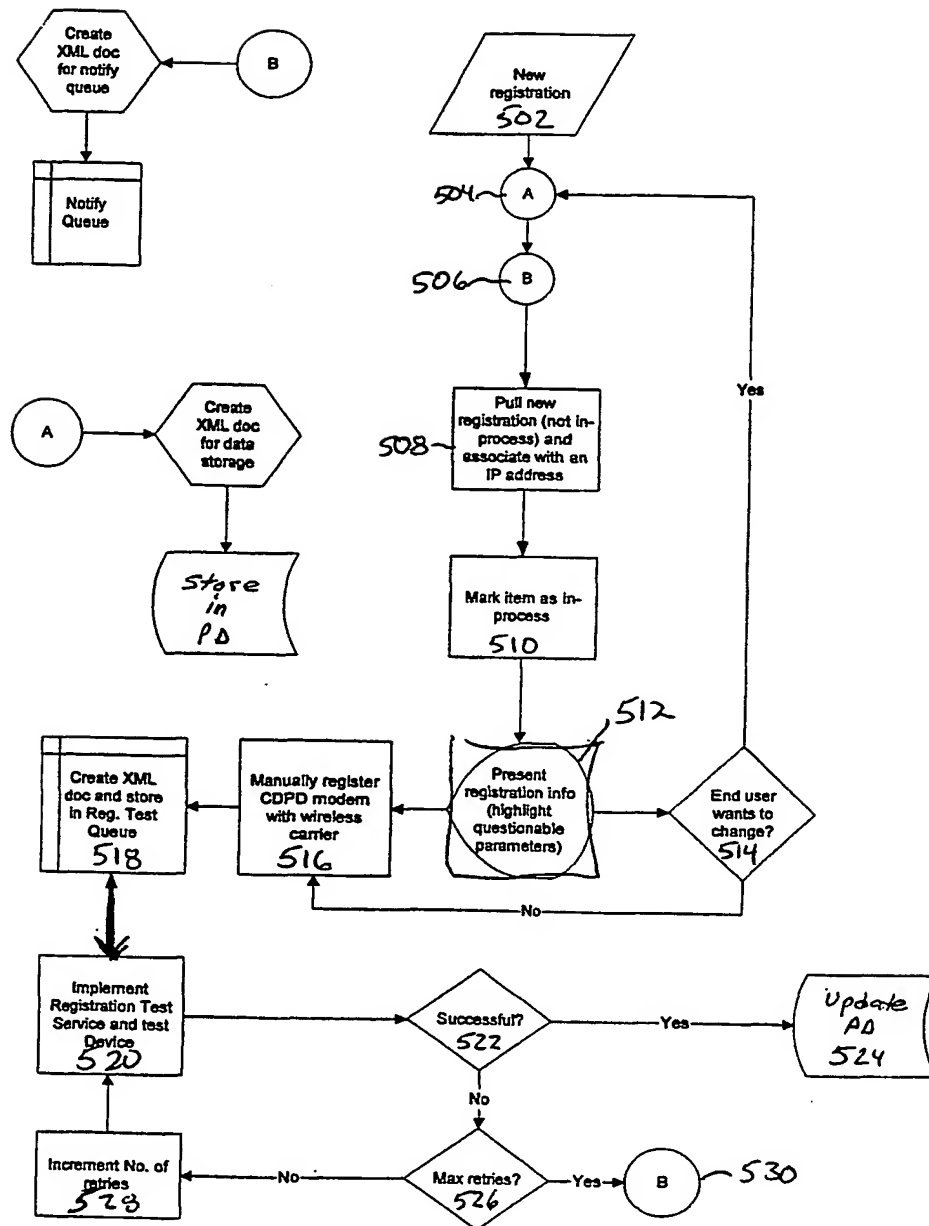 Create
XML doc
for notify
queue
B
Notify
Queue
New
registration
502
504
A
506
B
Yes
A
Create
XML doc
for data
storage
Store
in
PD
508
Pull new
registration (not in-
process) and
associate with an
IP address
Mark item as in-
process
510
512
Create XML
doc and store
in Reg. Test
Queue
518
Manually register
CDPD modem
with wireless
carrier
516
Present
registration info
(highlight
questionable
parameters)
End user
wants to
change?
514
No
Implement
Registration Test
Service and test
Device
520
Successful?
522
Yes
Update
PD
524
No
Increment No. of
retries
528
No
Max retries?
526
Yes
B
530